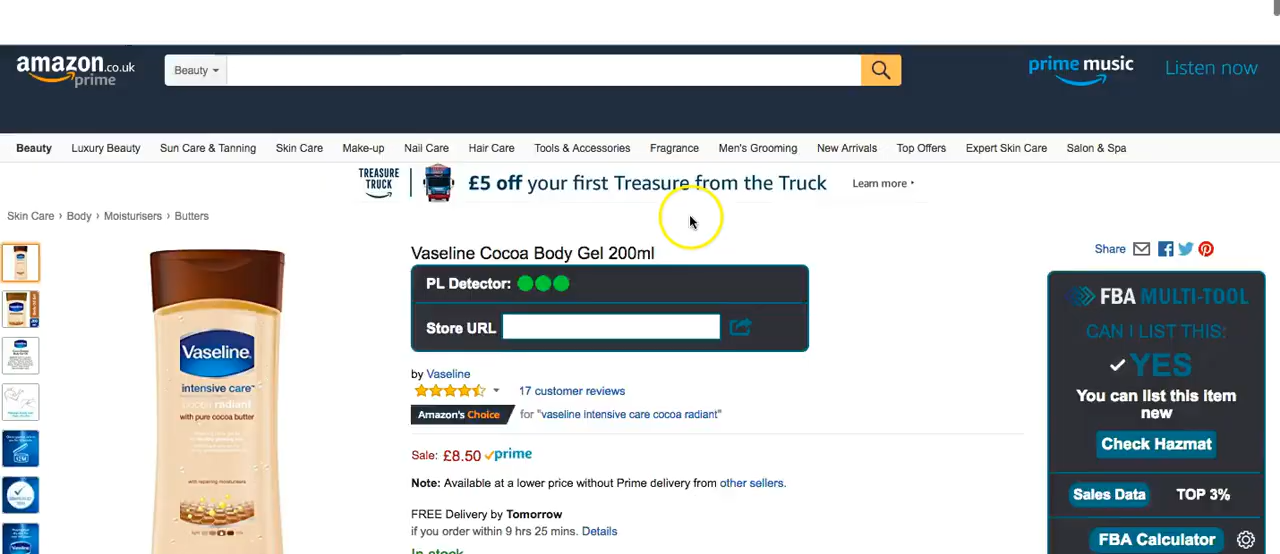 amazon.co.uk
prime
Beauty
prime music
Listen now
Beauty
Luxury Beauty
Sun Care & Tanning
Skin Care
Make-up
Nail Care
Hair Care
Tools & Accessories
Fragrance
Men's Grooming
New Arrivals
Top Offers
Expert Skin Care
Salon & Spa
TREASURE
TRUCK
£5 off your first Treasure from the Truck
Learn more
Skin Care › Body › Moisturisers › Butters
Vaseline
intensive care
cocoa radiant
with pure cocoa butter
with repairing moisturisers
Vaseline Cocoa Body Gel 200ml
PL Detector:
Store URL
by Vaseline
17 customer reviews
Amazon's Choice for "vaseline intensive care cocoa radiant"
Sale: £8.50 prime
Note: Available at a lower price without Prime delivery from other sellers.
FREE Delivery by Tomorrow
if you order within 9 hrs 25 mins. Details
In stock
Share
FBA MULTI-TOOL
CAN I LIST THIS:
YES
You can list this item
new
Check Hazmat
Sales Data
TOP 3%
FBA Calculator